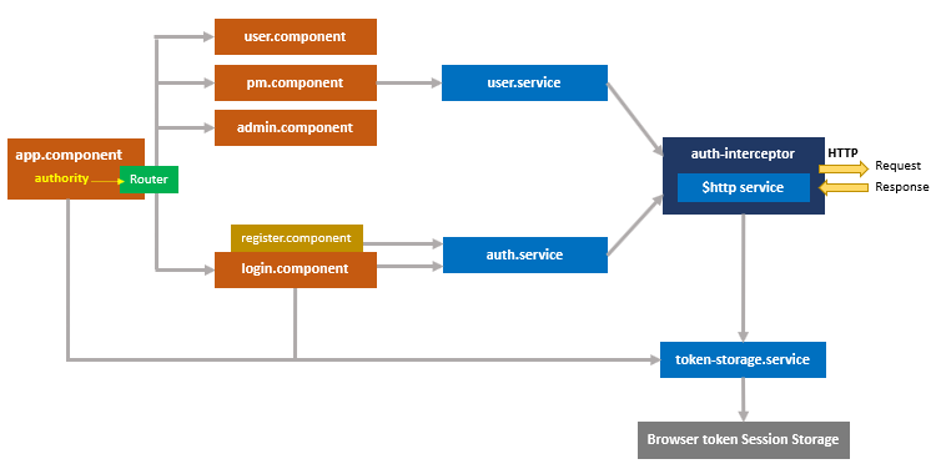 user.component
pm.component
user.service
admin.component
app.component
authority
Router
auth-interceptor
$http service
HTTP
Request
Response
register.component
login.component
auth.service
token-storage.service
Browser token Session Storage